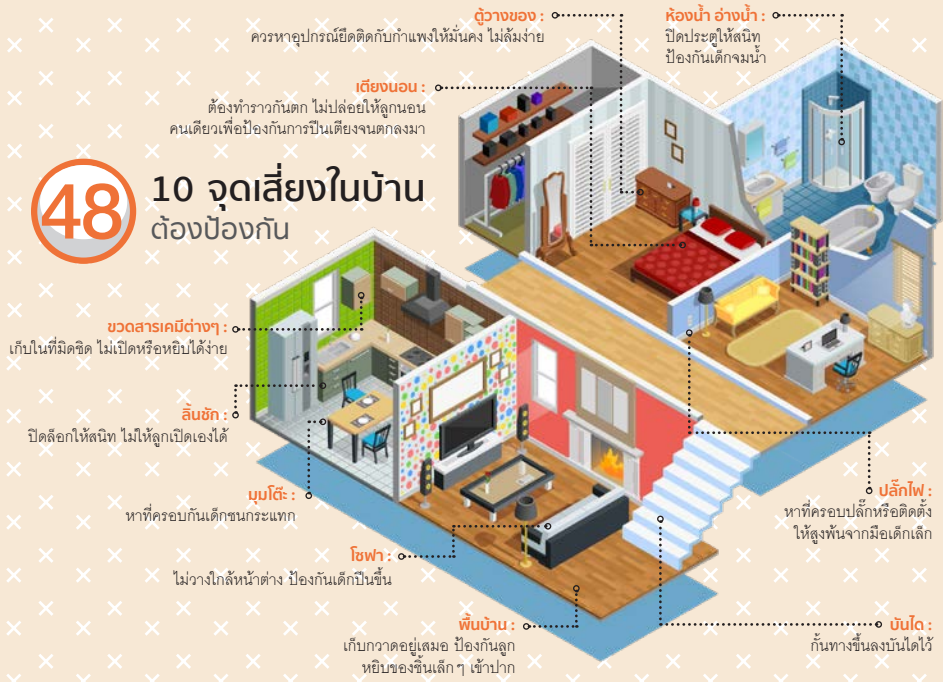 ตู้วางของ :
ควรหาอุปกรณ์ยึดติดกับกำแพงให้มั่นคง ไม่ล้มง่าย
ห้องน้ำ อ่างน้ำ :
ปิดประตูให้สนิท
ป้องกันเด็กจมน้ำ
เตียงนอน :
ต้องทำราวกันตก ไม่ปล่อยให้ลูกนอน
คนเดียวเพื่อป้องกันการปีนเตียงจนตกลงมา
48
10 จุดเสี่ยงในบ้าน
ต้องป้องกัน
ขวดสารเคมีต่างๆ :
เก็บในที่มิดชิด ไม่เปิดหรือหยิบได้ง่าย
ลิ้นชัก :
ปิดล็อกให้สนิท ไม่ให้ลูกเปิดเองได้
มุมโต๊ะ :
หาที่ครอบกันเด็กชนกระแทก
ปลั๊กไฟ :
หาที่ครอบปลั๊กหรือติดตั้ง
ให้สูงพ้นจากมือเด็กเล็ก
โซฟา :
ไม่วางใกล้หน้าต่าง ป้องกันเด็กปีนขึ้น
พื้นบ้าน :
เก็บกวาดอยู่เสมอ ป้องกันลูก
หยิบของชิ้นเล็ก ๆ เข้าปาก
บันได :
กั้นทางขึ้นลงบันไดไว้